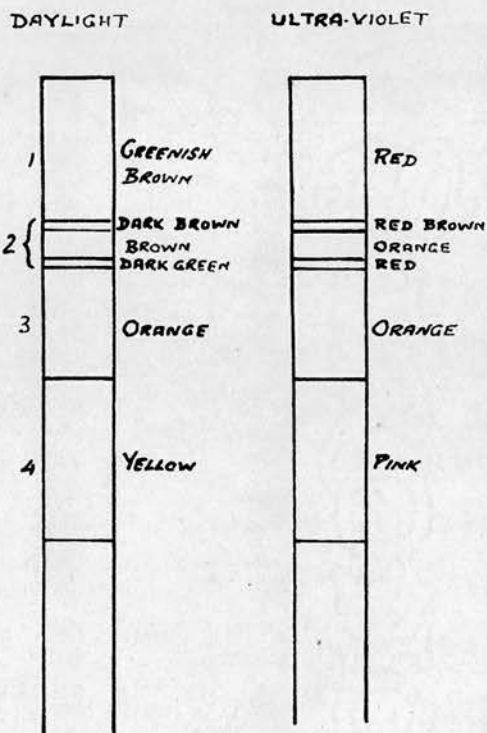 DAYLIGHT ULTRA-VIOLET
1 GREENISH BROWN RED
2 DARK BROWN RED BROWN
BROWN ORANGE
DARK GREEN RED
3 ORANGE ORANGE
4 YELLOW PINK